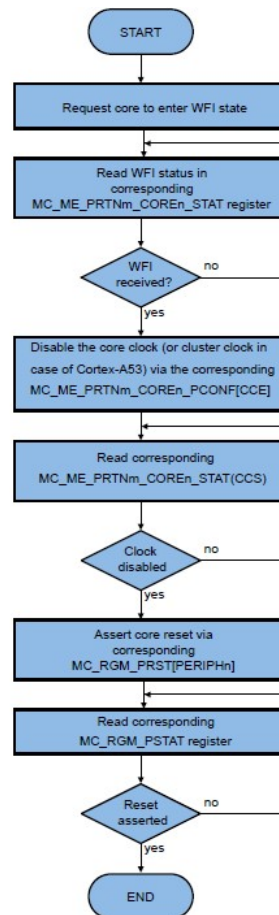 START
Request core to enter WFI state
Read WFI status in
corresponding
MC_ME_PRTNm_COREn_STAT register
WFI
received?
no
yes
Disable the core clock (or cluster clock in
case of Cortex-A53) via the corresponding
MC_ME_PRTNm_COREn_PCONF[CCE]
Read corresponding
MC_ME_PRTNm_COREn_STAT(CCS)
Clock
disabled
no
yes
Assert core reset via
corresponding
MC_RGM_PRST[PERIPHn]
Read corresponding
MC_RGM_PSTAT register
Reset
asserted
no
yes
END